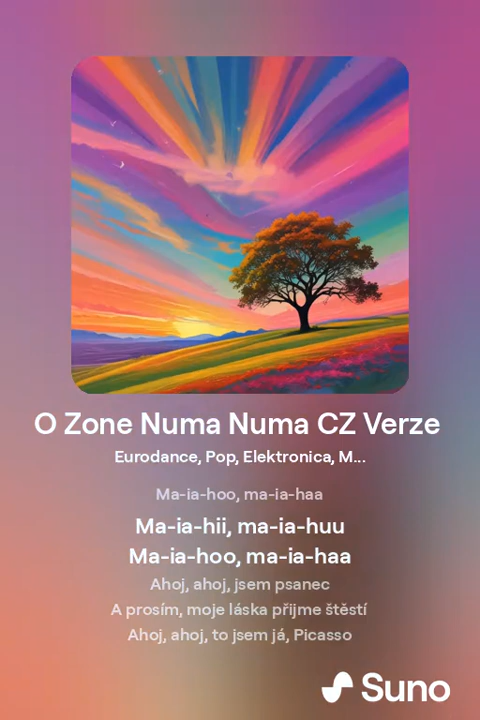 O Zone Numa Numa CZ Verze
Eurodance, Pop, Elektronica, M...
Ma-ia-hoo, ma-ia-haa
Ma-ia-hii, ma-ia-huu
Ma-ia-hoo, ma-ia-haa
Ahoj, ahoj, jsem psanec
A prosím, moje láska přijme štěstí
Ahoj, ahoj, to jsem já, Picasso
Suno